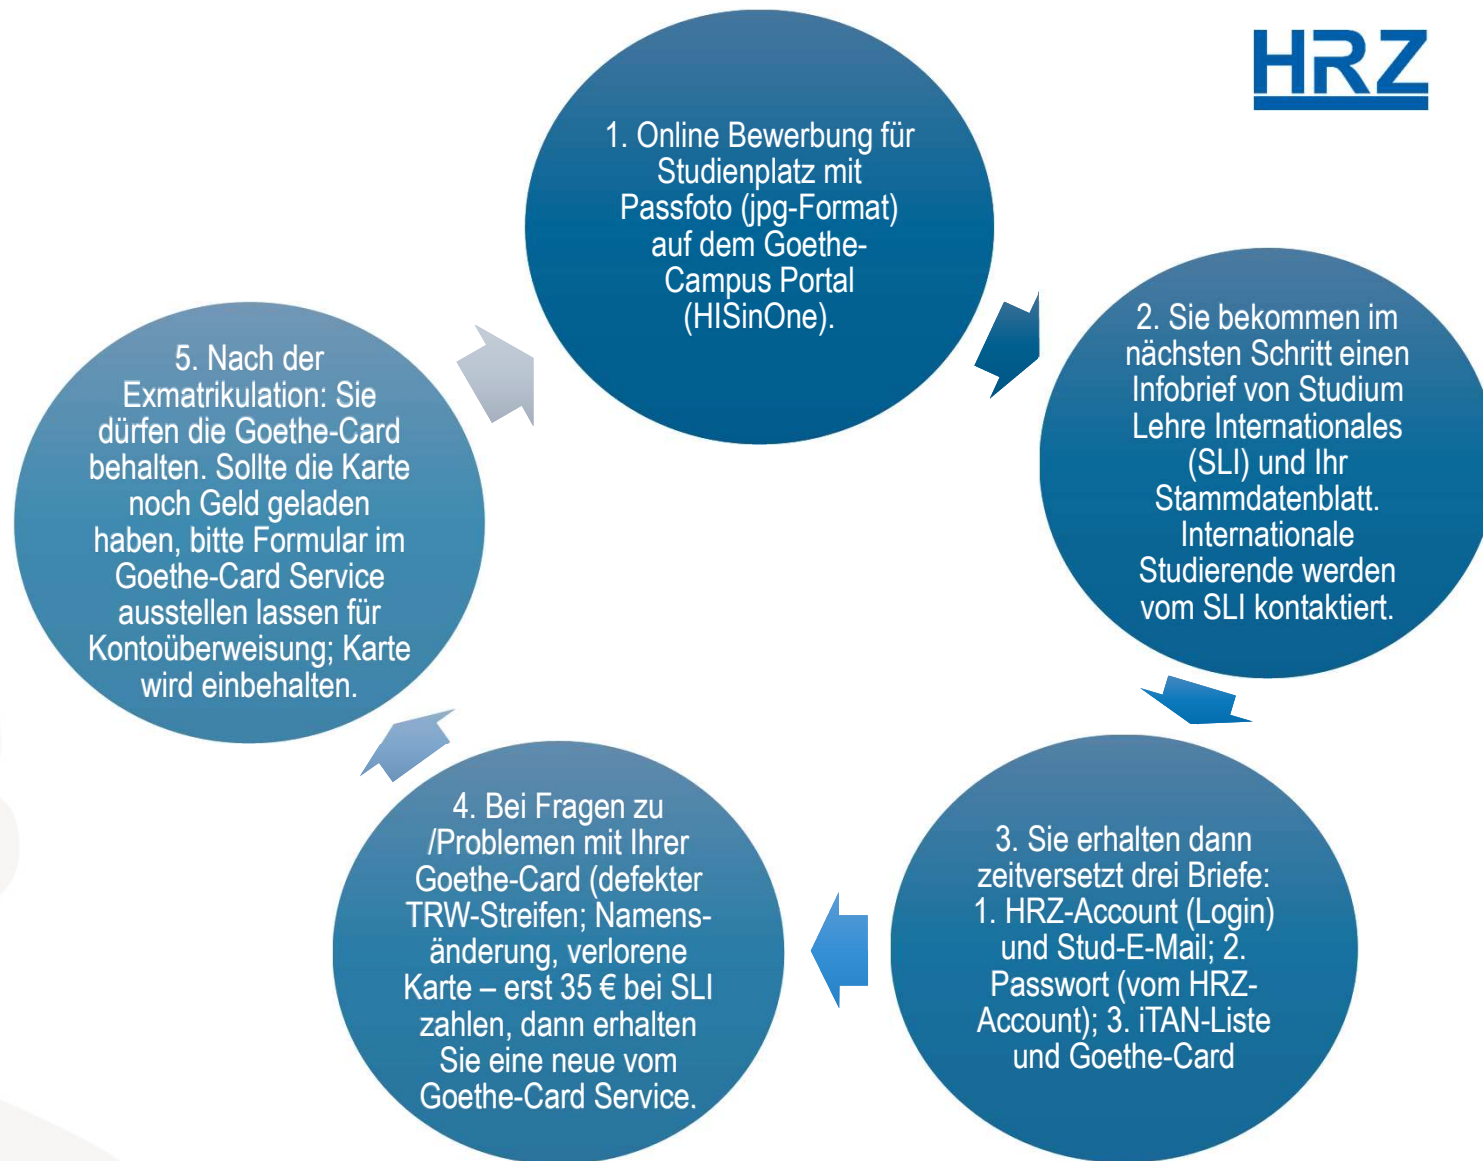 HRZ
1. Online Bewerbung für
Studienplatz mit
Passfoto (jpg-Format)
auf dem Goethe-
Campus Portal
(HISinOne).
2. Sie bekommen im
nächsten Schritt einen
Infobrief von Studium
Lehre Internationales
(SLI) und Ihr
Stammdatenblatt.
Internationale
Studierende werden
vom SLI kontaktiert.
3. Sie erhalten dann
zeitversetzt drei Briefe:
1. HRZ-Account (Login)
und Stud-E-Mail; 2.
Passwort (vom HRZ-
Account); 3. iTAN-Liste
und Goethe-Card
4. Bei Fragen zu
/Problemen mit Ihrer
Goethe-Card (defekter
TRW-Streifen; Namens-
änderung, verlorene
Karte – erst 35 € bei SLI
zahlen, dann erhalten
Sie eine neue vom
Goethe-Card Service.
5. Nach der
Exmatrikulation: Sie
dürfen die Goethe-Card
behalten. Sollte die Karte
noch Geld geladen
haben, bitte Formular im
Goethe-Card Service
ausstellen lassen für
Kontoüberweisung; Karte
wird einbehalten.